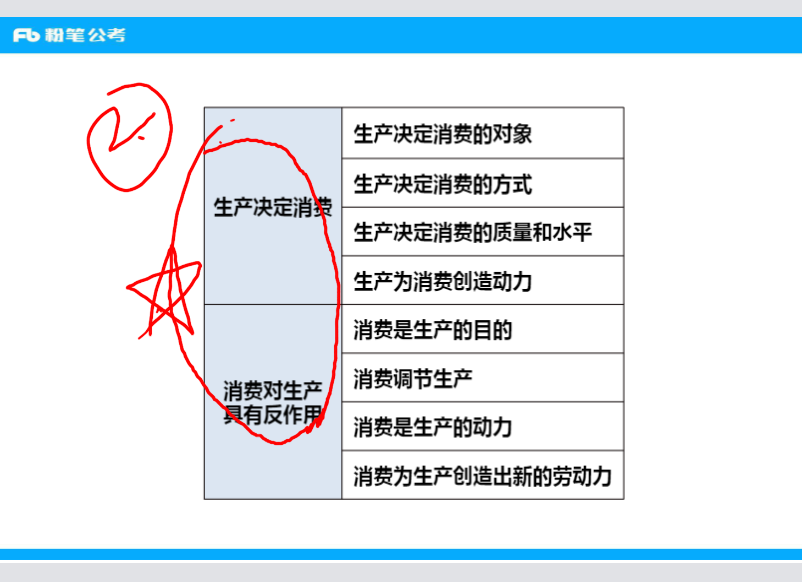 Fb 粉笔公考
2.
生产决定消费
生产决定消费的对象
生产决定消费的方式
生产决定消费的质量和水平
生产为消费创造动力
消费对生产
具有反作用
消费是生产的目的
消费调节生产
消费是生产的动力
消费为生产创造出新的劳动力